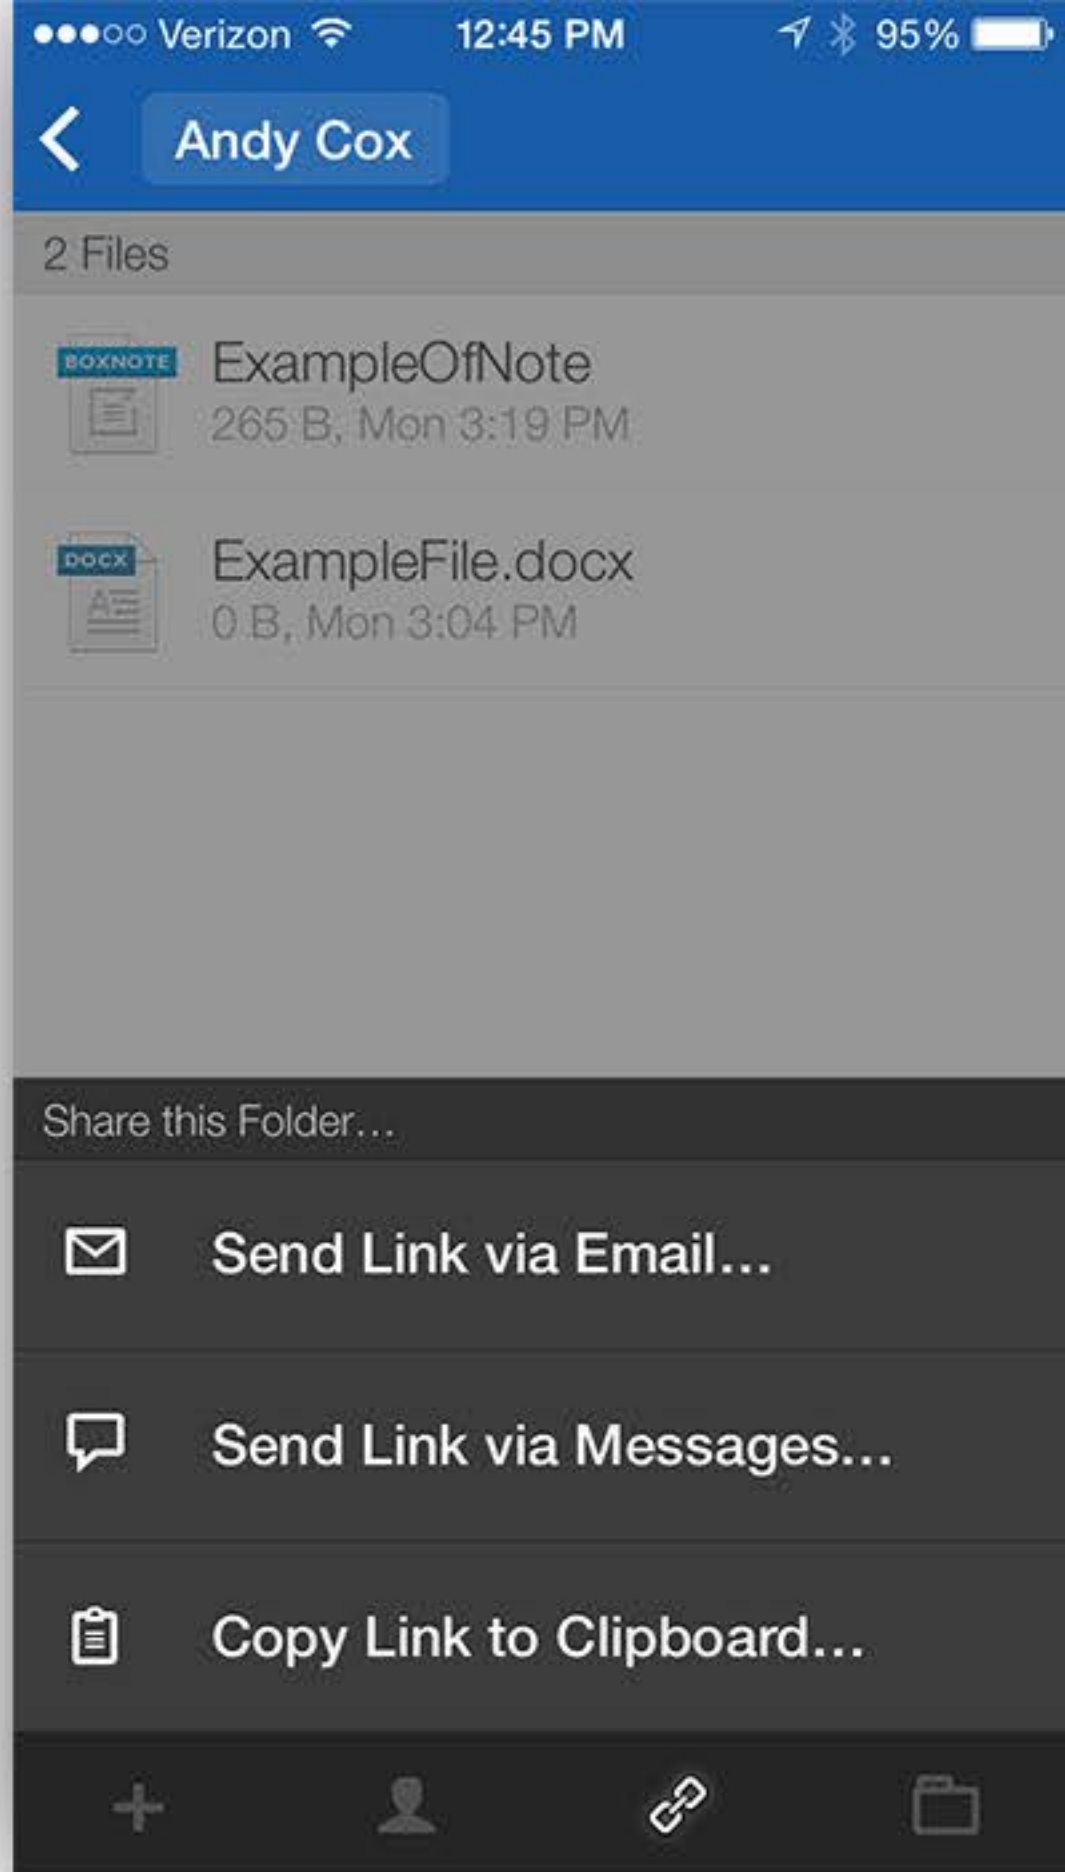 Verizon 12:45 PM 95%
Andy Cox
2 Files
BOXNOTE
ExampleOfNote
265 B, Mon 3:19 PM
DOCX
ExampleFile.docx
0 B, Mon 3:04 PM
Share this Folder...
Send Link via Email...
Send Link via Messages...
Copy Link to Clipboard...